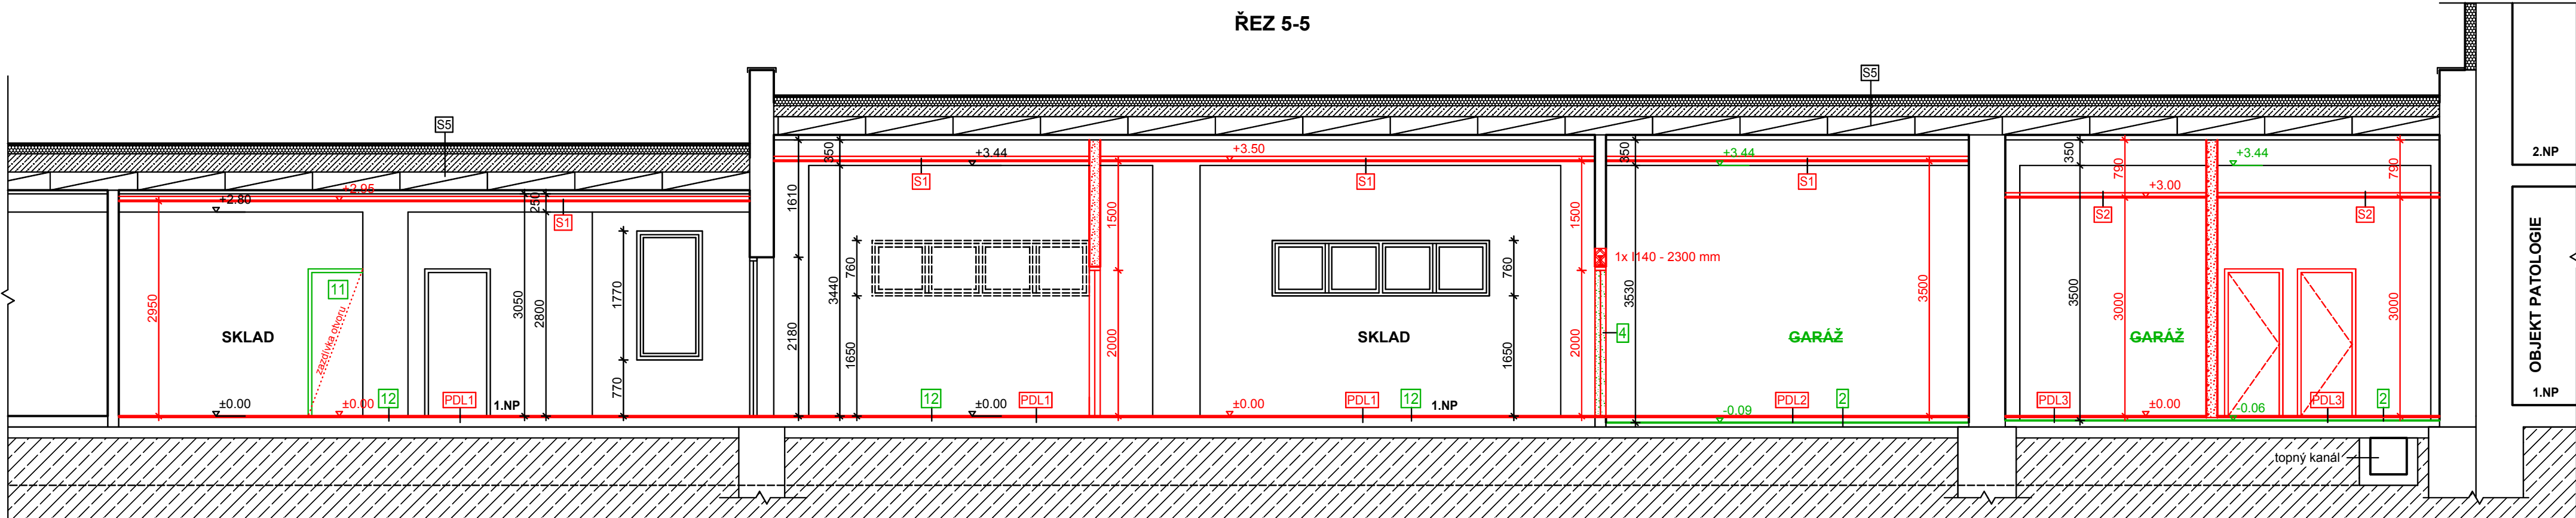 ŘEZ 5-5
S5
S5
+2.95
+2.80
S1
250
2950
3050
2800
1770
770
11
zazdívka otvoru
SKLAD
±0.00
±0.00
12
PDL1
1.NP
350
+3.44
+3.50
S1
S1
1610
2180
3440
760
1650
1500
2000
760
1650
1500
2000
SKLAD
12
±0.00
PDL1
±0.00
PDL1
12
1.NP
1x I140 - 2300 mm
4
350
+3.44
S1
3530
3500
GARÁŽ
-0.09
PDL2
2
350
790
+3.44
790
+3.00
S2
S2
3500
3000
3000
GARÁŽ
PDL3
±0.00
-0.06
PDL3
2
topný kanál
2.NP
OBJEKT PATOLOGIE
1.NP